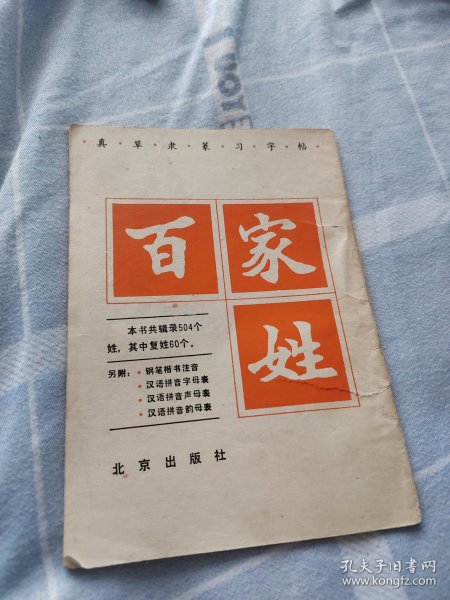 ·真·草·隶·篆·习·字·帖·
百家
姓
本书共辑录504个
姓，其中复姓60个。
另附：•钢笔楷书注音
•汉语拼音字母表
•汉语拼音声母表
•汉语拼音韵母表
北京出版社
孔夫子旧书网
www.kongfz.com